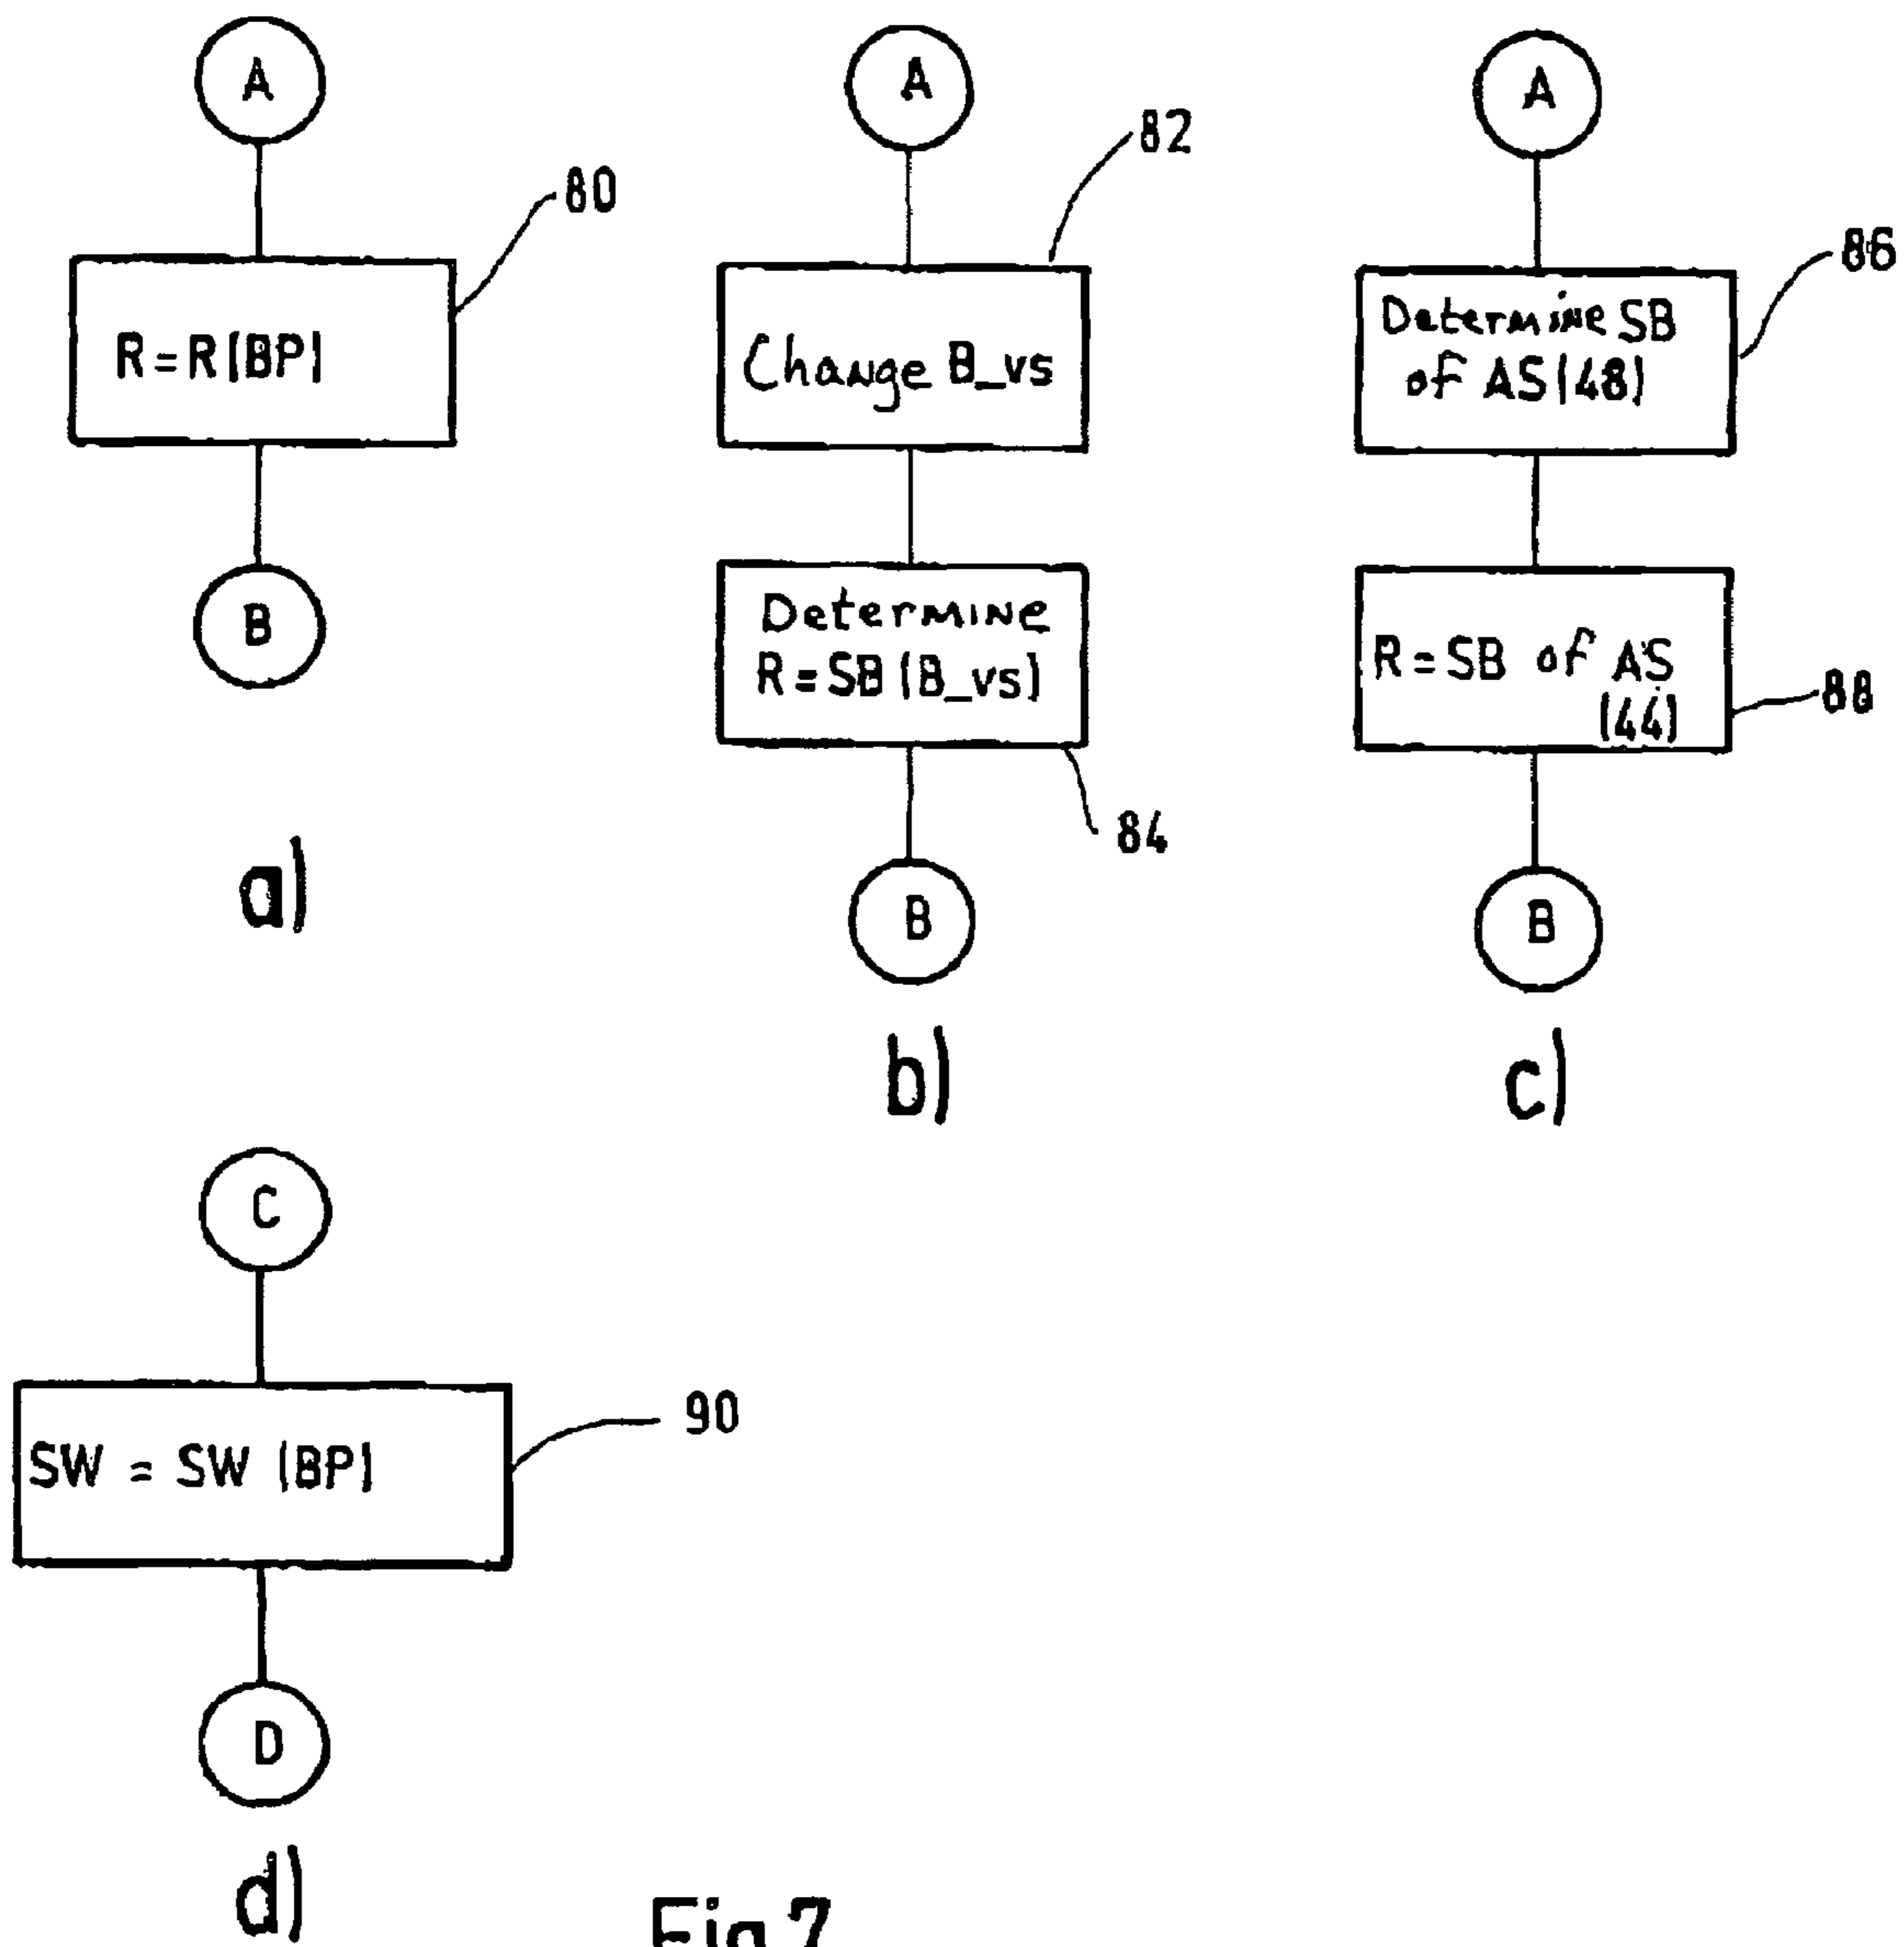 A
80
R=R(BP)
B
a)
A
82
Change B_vs
Determine
R=SB(B_vs)
84
B
b)
A
86
Determine SB
of AS(48)
R=SB of AS
(44)
88
B
c)
C
90
SW = SW (BP)
D
d)
Fig.7